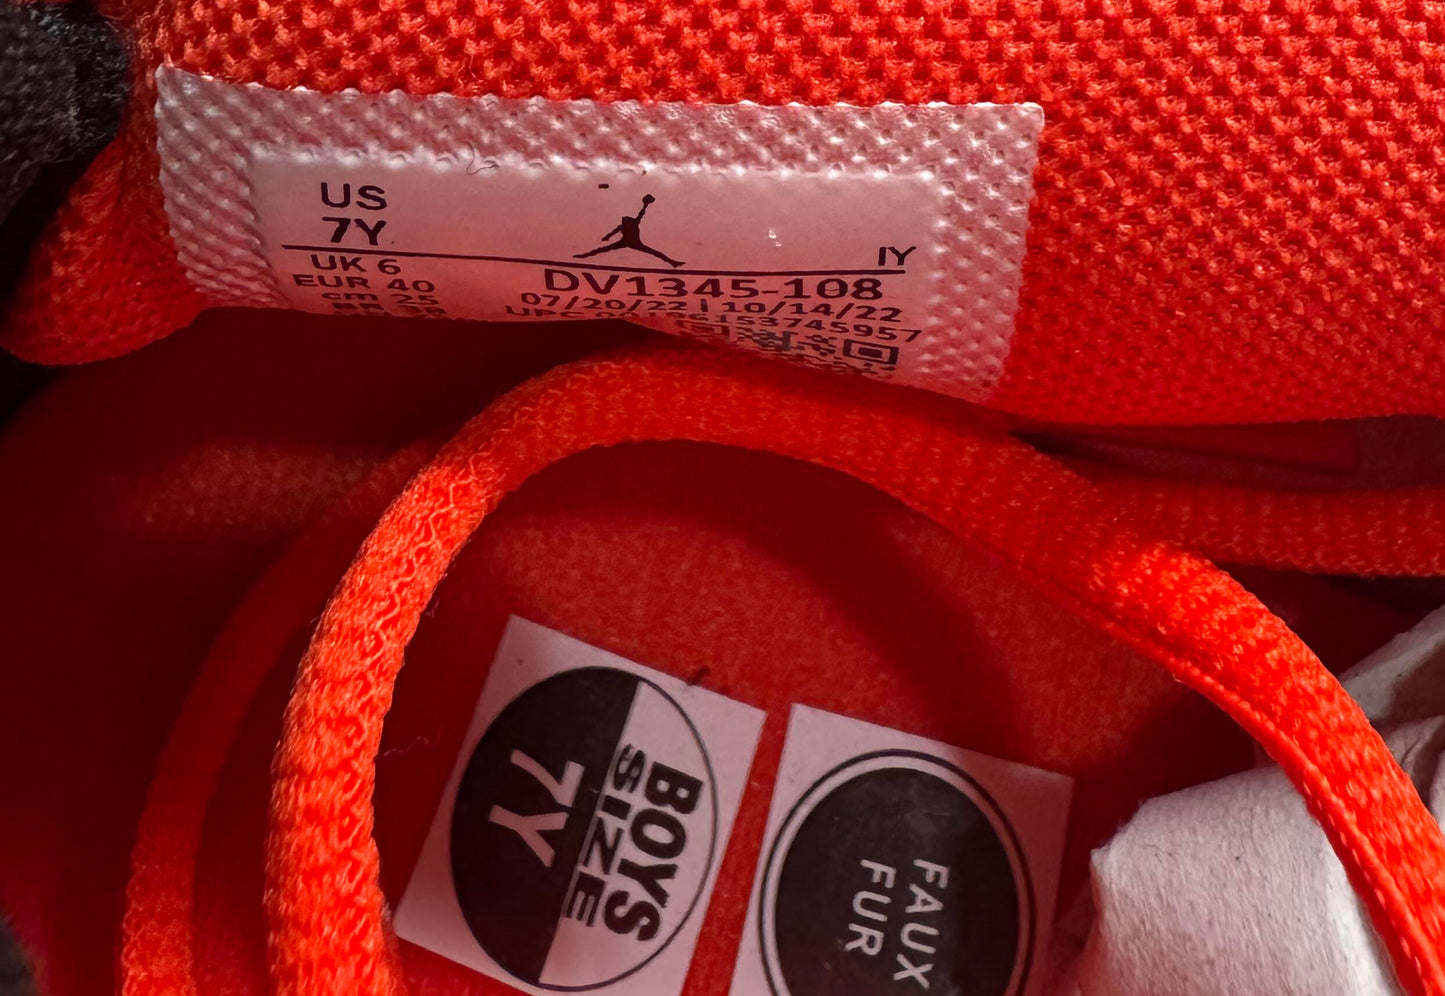 US
7Y
IY
UK 6
EUR 40
cm 25
DV1345-108
07/20/22 | 10/14/22
BOYS
SIZE
7Y
FAUX
FUR